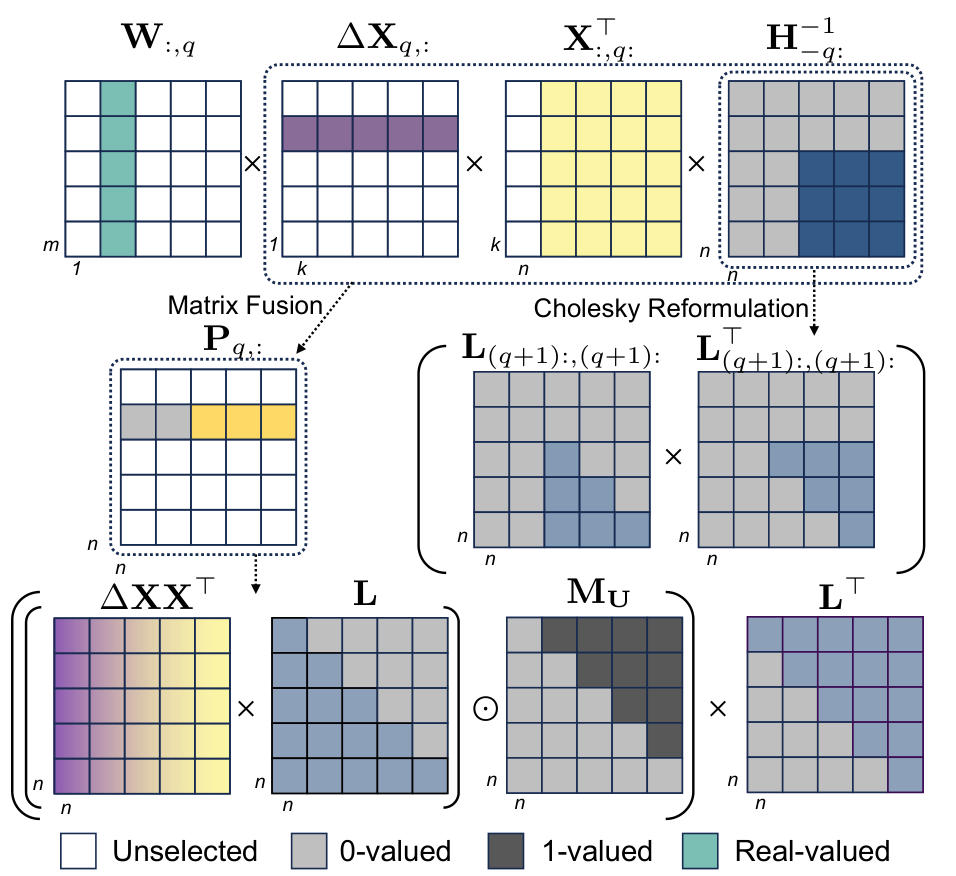 W:,q ΔXq,: X⊤:,q: H−1−q:
× × ×
m 1 1 k k n n n
Matrix Fusion Cholesky Reformulation
Pq,: L(q+1):,(q+1): L⊤(q+1):,(q+1):
×
n n n n n n
ΔXX⊤ L MU L⊤
× ⊙ ×
n n n n n n n n
Unselected 0-valued 1-valued Real-valued